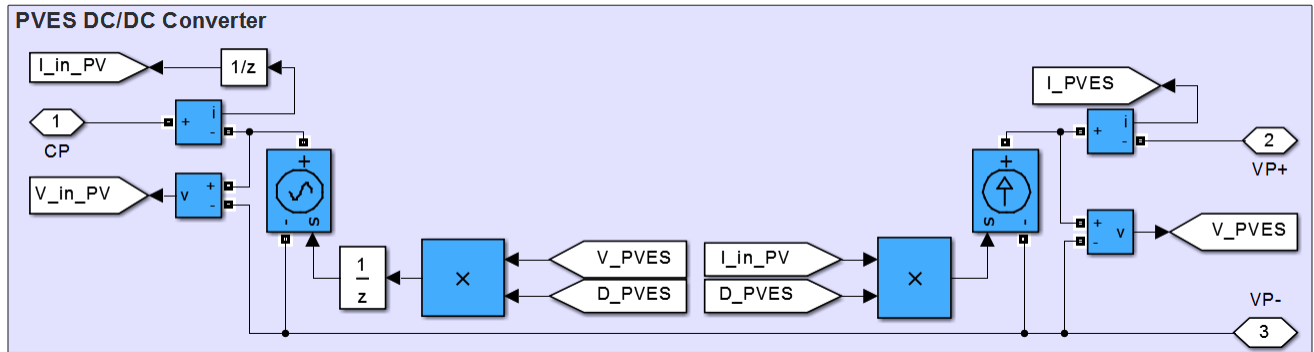 PVES DC/DC Converter
I_in_PV
1/z
I_PVES
1
CP
+
i
-
+
i
-
2
VP+
V_in_PV
v
+
-
+
-
s
+
-
s
+
-
v
V_PVES
1
z
×
V_PVES
D_PVES
I_in_PV
D_PVES
×
VP-
3